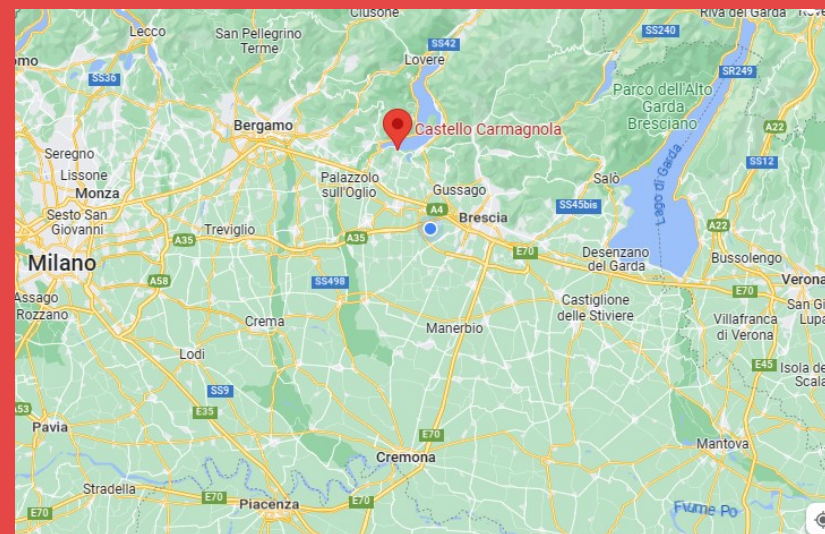 Clusone
Riva del Garda
Lecco
San Pellegrino
Terme
SS42
SS240
Lovere
SS36
SR249
Parco dell'Alto
Garda
Bresciano
Bergamo
Castello Carmagnola
A22
Seregno
Lissone
Monza
Palazzolo
sull'Oglio
Gussago
Salò
SS12
Lago di Garda
Sesto San
Giovanni
Treviglio
A35
A35
A4
Brescia
SS45bis
A22
E70
Desenzano
del Garda
Bussolengo
Milano
A58
SS498
E70
Verona
Assago
Rozzano
Crema
Manerbio
Castiglione
delle Stiviere
Villafranca
di Verona
Lodi
E45
SS9
E35
Pavia
E70
Cremona
Mantova
Stradella
E70
E70
E70
Piacenza
Fiume Po